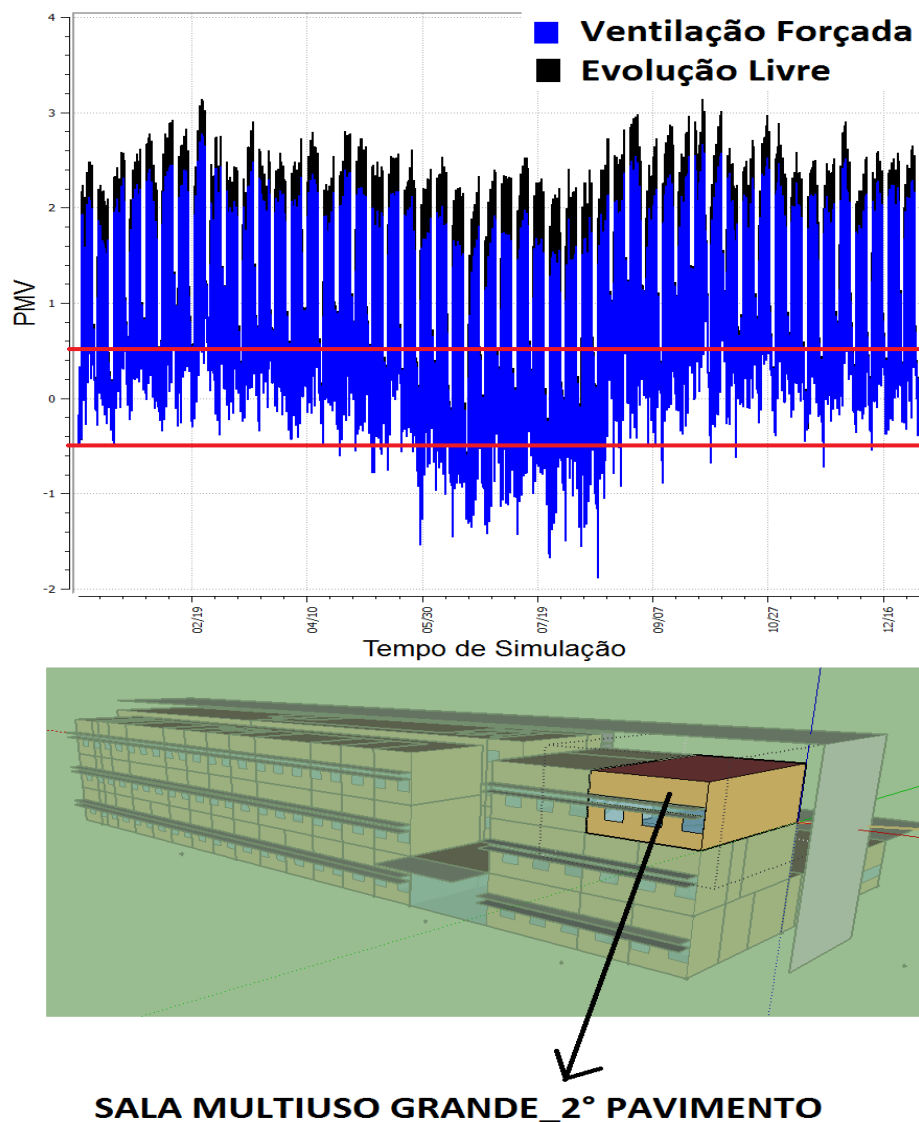 4
Ventilação Forçada
Evolução Livre
3
2
1
0
-1
-2
PMV
02/19
04/10
05/30
07/19
09/07
10/27
12/16
Tempo de Simulação
SALA MULTIUSO GRANDE_2° PAVIMENTO